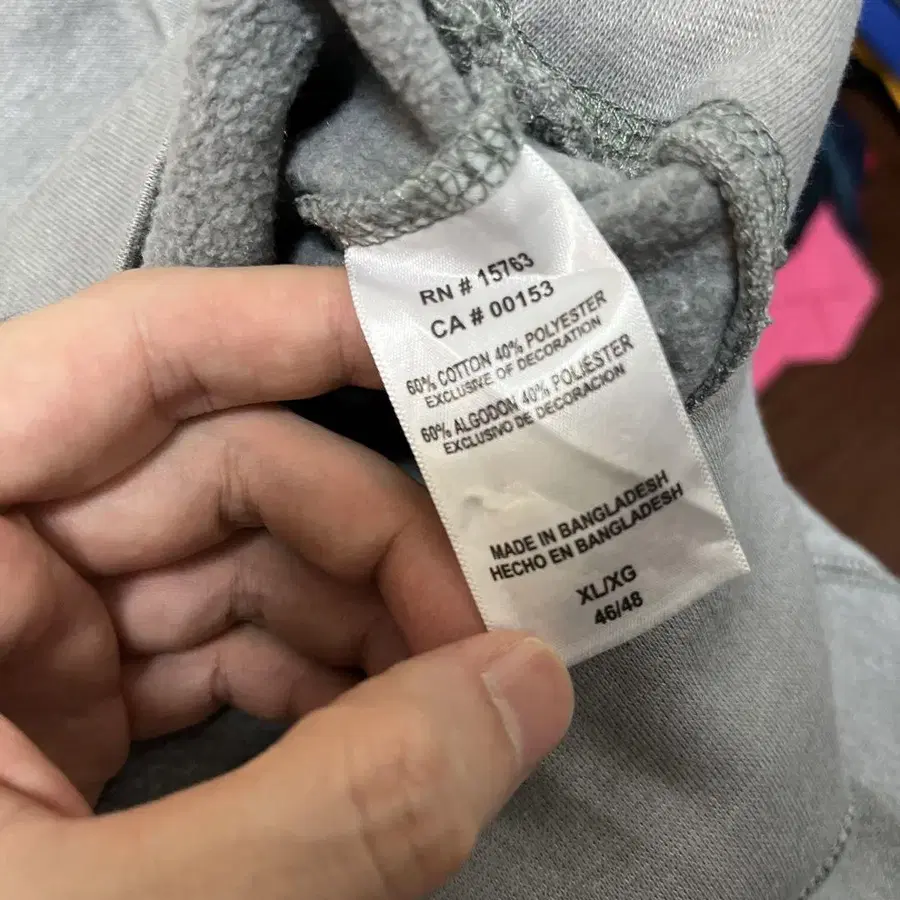 RN # 15763
CA # 00153
60% COTTON 40% POLYESTER
EXCLUSIVE OF DECORATION
60% ALGODON 40% POLIÉSTER
EXCLUSIVO DE DECORACION
MADE IN BANGLADESH
HECHO EN BANGLADESH
XL/XG
46/48